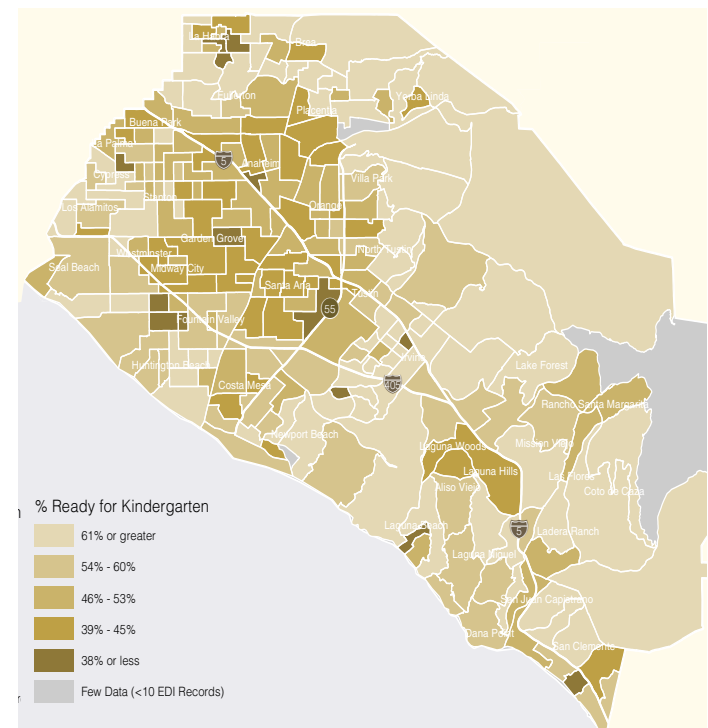 La Habra
Brea
Fullerton
Yorba Linda
Placentia
Buena Park
La Palma
5
Anaheim
Cypress
Villa Park
Stanton
Los Alamitos
Orange
Garden Grove
North Tustin
Westminster
Seal Beach
Midway City
Santa Ana
Tustin
55
Fountain Valley
Irvine
Huntington Beach
Lake Forest
Costa Mesa
405
Rancho Santa Margarita
Newport Beach
Laguna Woods
Mission Viejo
Laguna Hills
Las Flores
Aliso Viejo
Coto de Caza
Laguna Beach
5
Ladera Ranch
Laguna Niguel
San Juan Capistrano
Dana Point
San Clemente
% Ready for Kindergarten
61% or greater
54% - 60%
46% - 53%
39% - 45%
38% or less
Few Data (<10 EDI Records)